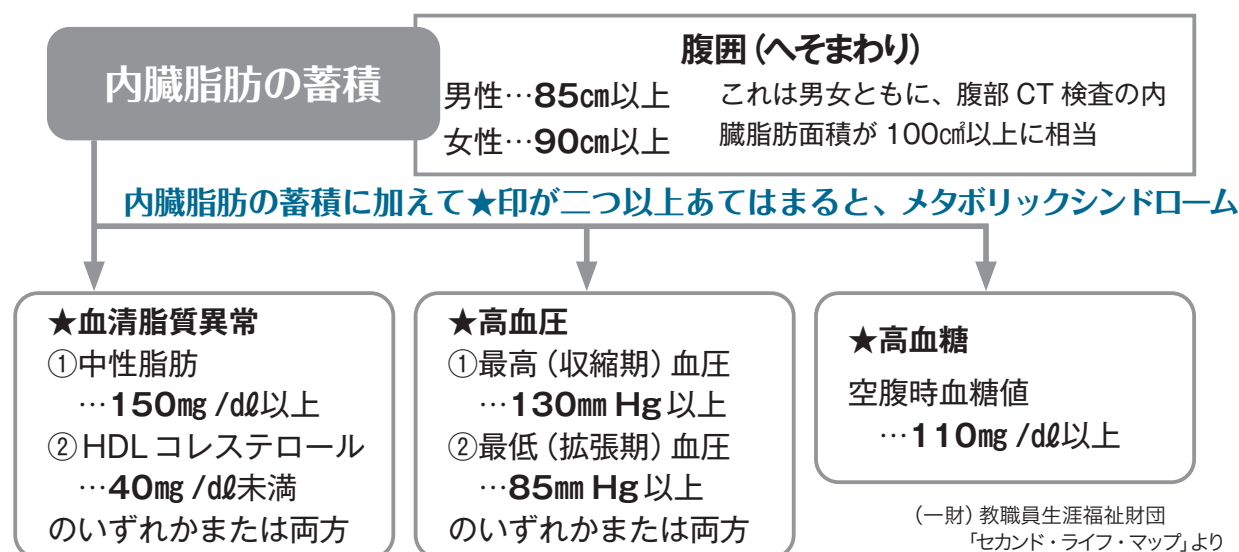 内臓脂肪の蓄積
腹囲（へそまわり）
男性…85㎝以上
女性…90㎝以上
これは男女ともに、腹部 CT 検査の内
臓脂肪面積が 100㎠以上に相当
内臓脂肪の蓄積に加えて★印が二つ以上あてはまると、メタボリックシンドローム
★血清脂質異常
①中性脂肪
…150㎎ /㎗以上
②HDL コレステロール
…40㎎ /㎗未満
のいずれかまたは両方
★高血圧
①最高（収縮期）血圧
…130㎜ Hg 以上
②最低（拡張期）血圧
…85㎜ Hg 以上
のいずれかまたは両方
★高血糖
空腹時血糖値
…110㎎ /㎗以上
（一財）教職員生涯福祉財団
「セカンド・ライフ・マップ」より